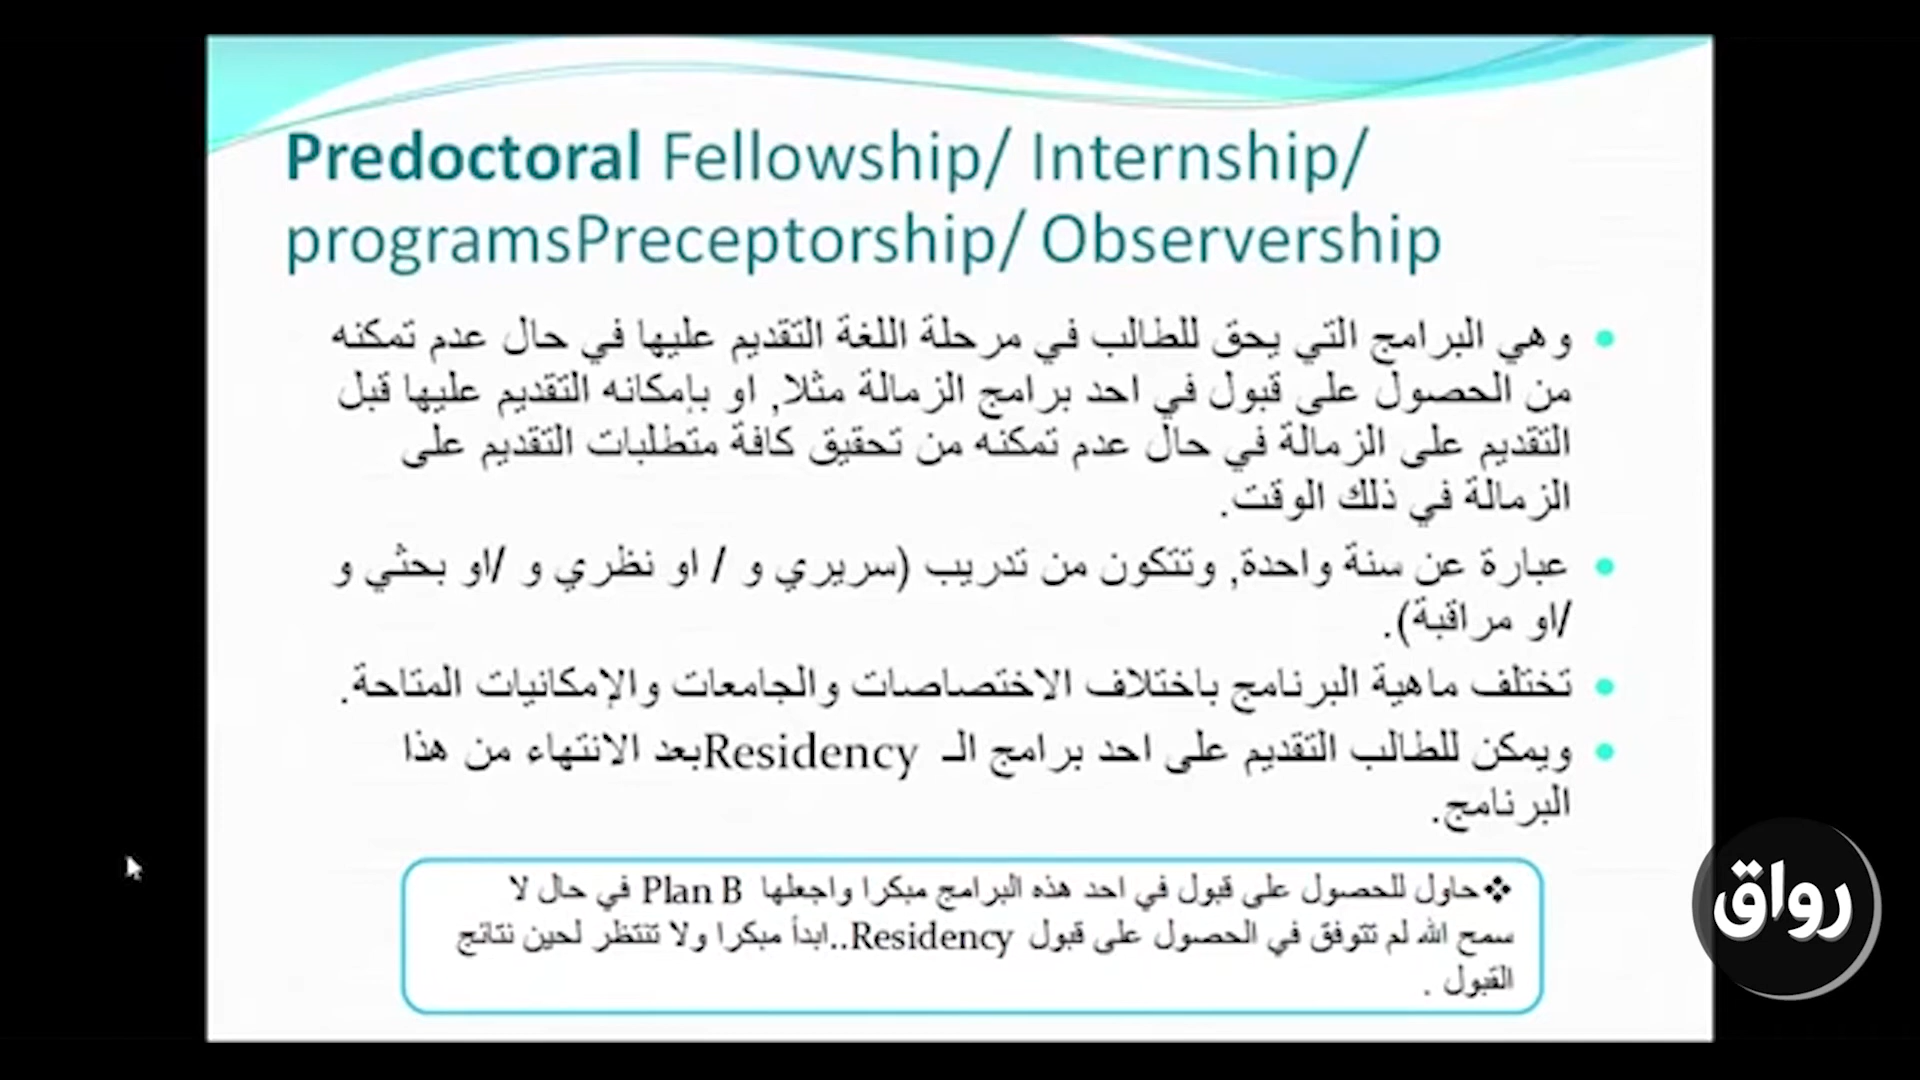 Predoctoral Fellowship/ Internship/
programsPreceptorship/ Observership
وهي البرامج التي يحق للطالب في مرحلة اللغة التقديم عليها في حال عدم تمكنه
من الحصول على قبول في احد برامج الزمالة مثلا, او بإمكانه التقديم عليها قبل
التقديم على الزمالة في حال عدم تمكنه من تحقيق كافة متطلبات التقديم على
الزمالة في ذلك الوقت.
عبارة عن سنة واحدة, وتتكون من تدريب (سريري و / او نظري و /او بحثي و
/او مراقبة).
تختلف ماهية البرنامج باختلاف الاختصاصات والجامعات والإمكانيات المتاحة.
ويمكن للطالب التقديم على احد برامج الـ Residencyبعد الانتهاء من هذا
البرنامج.
❖حاول للحصول على قبول في احد هذه البرامج مبكرا واجعلها Plan B في حال لا
سمح الله لم تتوفق في الحصول على قبول Residency..ابدأ مبكرا ولا تنتظر لحين نتائج
القبول .
رواق